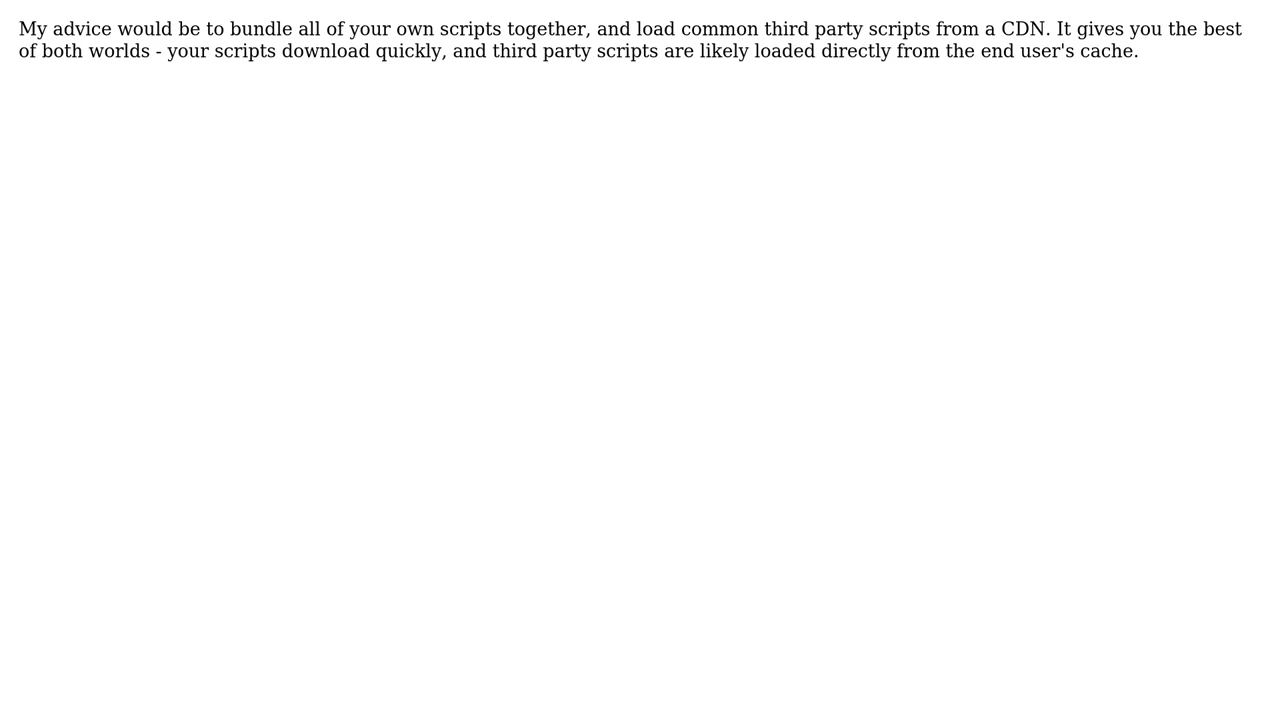 My advice would be to bundle all of your own scripts together, and load common third party scripts from a CDN. It gives you the best
of both worlds - your scripts download quickly, and third party scripts are likely loaded directly from the end user's cache.